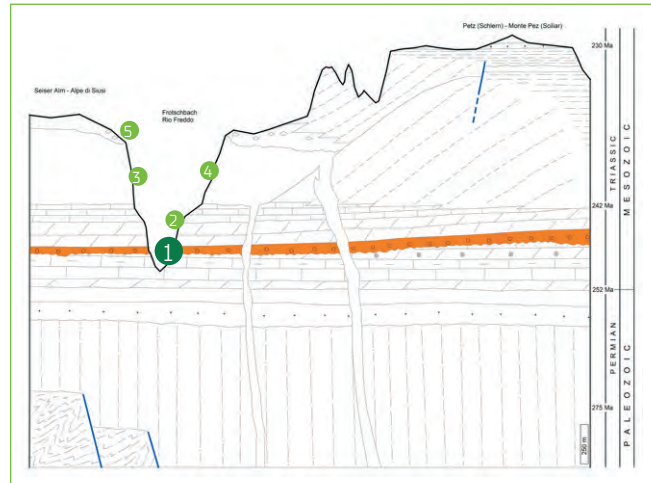 Petz (Schlern) - Monte Pez (Sciliar)
230 Ma
Seiser Alm - Alpe di Siusi
Frötschbach
Rio Freddo
5
3
4
2
1
242 Ma
252 Ma
275 Ma
250 m
TRIASSIC
MESOZOIC
PERMIAN
PALEOZOIC